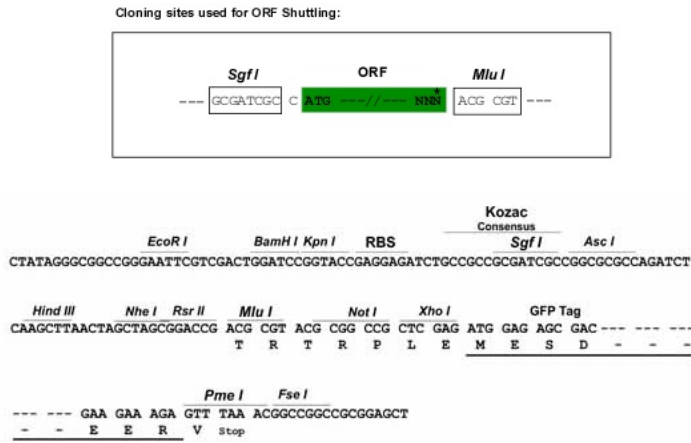 Cloning sites used for ORF Shuttling:
Sgf I ORF Mlu I
--- GCGATCGC C ATG ---//--- NNN* ACG CGT ---
Kozac
Consensus
EcoR I BamH I Kpn I RBS Sgf I Asc I
CTATAGGGCGGCCGGGAATTCGTCGACTGGATCCGGTACCGAGGAGATCTGCCGCCGCGATCGCCGGCGCGCCAGATCT
Hind III Nhe I Rsr II Mlu I Not I Xho I GFP Tag
CAAGCTTAACTAGCTAGCGGACCG ACG CGT ACG CGG CCG CTC GAG ATG GAG AGC GAC--- ---
T R T R P L E M E S D - - -
Pme I Fse I
--- --- GAA GAA AGA GTT TAA ACGGCCGGCCGCGGAGCT
- - E E R V Stop